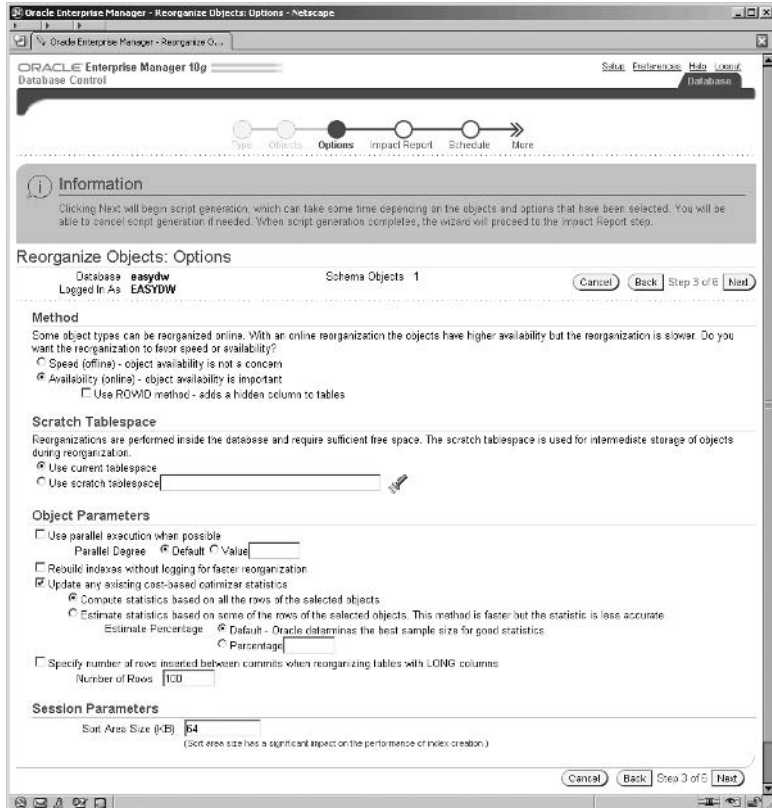 Oracle Enterprise Manager - Reorganize Objects: Options - Netscape
Oracle Enterprise Manager - Reorganize O...
ORACLE Enterprise Manager 10g
Database Control
Setup Preferences Help Logout
Database
Type Objects Options Impact Report Schedule More
Information
Clicking Next will begin script generation, which can take some time depending on the objects and options that have been selected. You will be
able to cancel script generation if needed. When script generation completes, the wizard will proceed to the Impact Report step.
Reorganize Objects: Options
Database easydw
Logged In As EASYDW
Schema Objects 1
Cancel Back Step 3 of 6 Next
Method
Some object types can be reorganized online. With an online reorganization the objects have higher availability but the reorganization is slower. Do you
want the reorganization to favor speed or availability?
Speed (offline) - object availability is not a concern
Availability (online) - object availability is important
Use ROWID method - adds a hidden column to tables
Scratch Tablespace
Reorganizations are performed inside the database and require sufficient free space. The scratch tablespace is used for intermediate storage of objects
during reorganization.
Use current tablespace
Use scratch tablespace
Object Parameters
Use parallel execution when possible
Parallel Degree Default Value
Rebuild indexes without logging for faster reorganization
Update any existing cost-based optimizer statistics
Compute statistics based on all the rows of the selected objects
Estimate statistics based on some of the rows of the selected objects. This method is faster but the statistic is less accurate
Estimate Percentage Default - Oracle determines the best sample size for good statistics
Percentage
Specify number of rows inserted between commits when reorganizing tables with LONG columns
Number of Rows 100
Session Parameters
Sort Area Size (KB) 64
(Sort area size has a significant impact on the performance of index creation.)
Cancel Back Step 3 of 6 Next